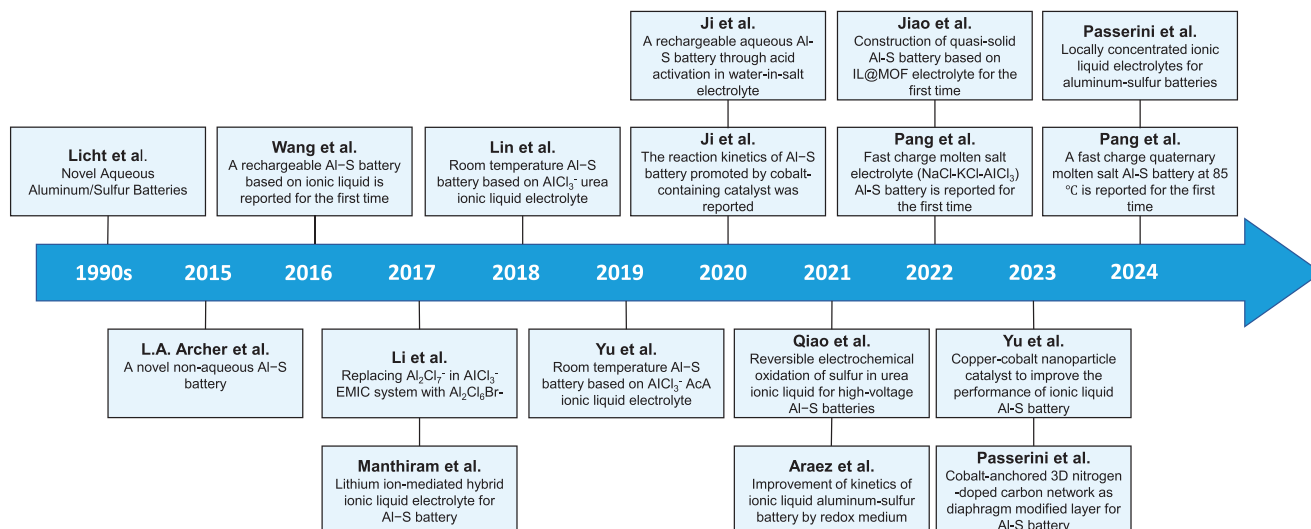 Ji et al.
A rechargeable aqueous Al-
S battery through acid
activation in water-in-salt
electrolyte
Jiao et al.
Construction of quasi-solid
Al-S battery based on
IL@MOF electrolyte for the
first time
Passerini et al.
Locally concentrated ionic
liquid electrolytes for
aluminum-sulfur batteries
Licht et al.
Novel Aqueous
Aluminum/Sulfur Batteries
Wang et al.
A rechargeable Al−S battery
based on ionic liquid is
reported for the first time
Lin et al.
Room temperature Al−S
battery based on AlCl₃⁻ urea
ionic liquid electrolyte
Ji et al.
The reaction kinetics of Al−S
battery promoted by cobalt-
containing catalyst was
reported
Pang et al.
Fast charge molten salt
electrolyte (NaCl-KCl-AlCl₃)
Al-S battery is reported for
the first time
Pang et al.
A fast charge quaternary
molten salt Al-S battery at 85
℃ is reported for the first
time
1990s 2015 2016 2017 2018 2019 2020 2021 2022 2023 2024
L.A. Archer et al.
A novel non-aqueous Al−S
battery
Li et al.
Replacing Al₂Cl₇⁻ in AlCl₃⁻
EMIC system with Al₂Cl₆Br-
Yu et al.
Room temperature Al−S
battery based on AlCl₃⁻ AcA
ionic liquid electrolyte
Qiao et al.
Reversible electrochemical
oxidation of sulfur in urea
ionic liquid for high-voltage
Al−S batteries
Yu et al.
Copper-cobalt nanoparticle
catalyst to improve the
performance of ionic liquid
Al-S battery
Manthiram et al.
Lithium ion-mediated hybrid
ionic liquid electrolyte for
Al−S battery
Araez et al.
Improvement of kinetics of
ionic liquid aluminum-sulfur
battery by redox medium
Passerini et al.
Cobalt-anchored 3D nitrogen
-doped carbon network as
diaphragm modified layer for
Al-S battery